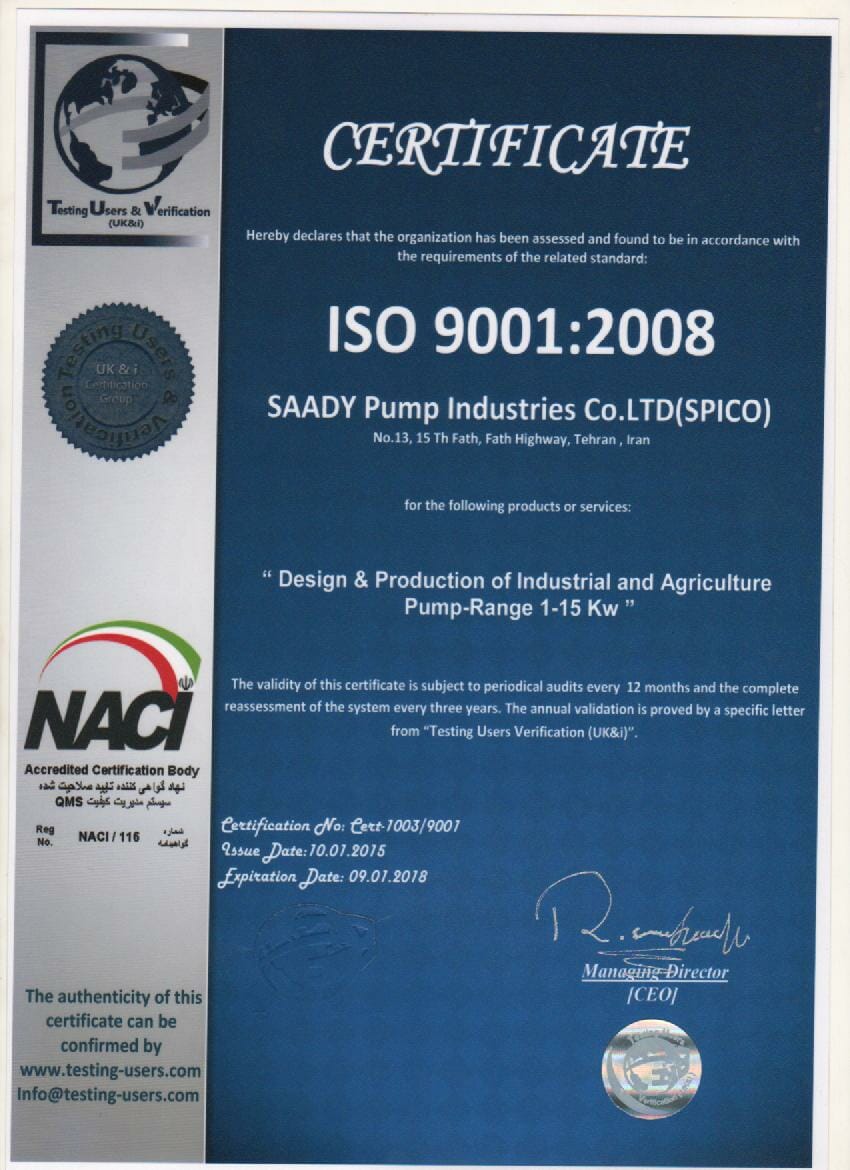 Testing Users & Verification
(UK&i)
CERTIFICATE
Hereby declares that the organization has been assessed and found to be in accordance with
the requirements of the related standard:
ISO 9001:2008
SAADY Pump Industries Co.LTD(SPICO)
No.13, 15 Th Fath, Fath Highway, Tehran , Iran
for the following products or services:
“ Design & Production of Industrial and Agriculture
Pump-Range 1-15 Kw ”
The validity of this certificate is subject to periodical audits every 12 months and the complete
reassessment of the system every three years. The annual validation is proved by a specific letter
from “Testing Users Verification (UK&i)”.
Certification No: Cert-1003/9001
Issue Date:10.01.2015
Expiration Date: 09.01.2018
Managing Director
[CEO]
Testing Users & Verification
UK & i
Certification
Group
NACI
Accredited Certification Body
نهاد گواهی کننده تایید صلاحیت شده
سیستم مدیریت کیفیت QMS
Reg
No.
NACI / 116
شماره
گواهینامه
The authenticity of this
certificate can be
confirmed by
www.testing-users.com
Info@testing-users.com
Testing Users
Verification